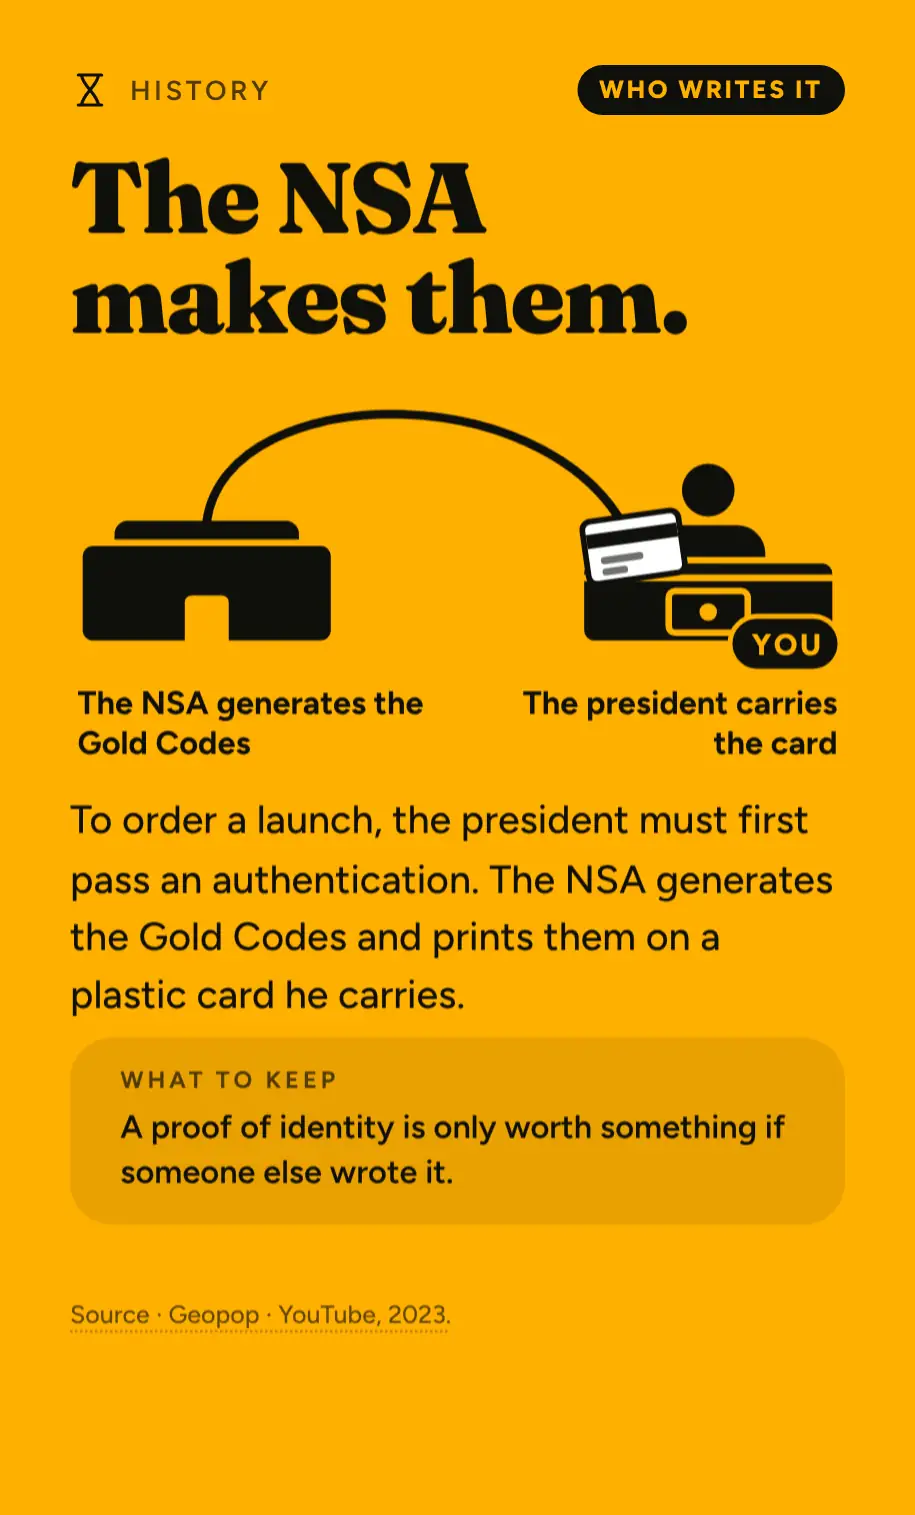 HISTORY
WHO WRITES IT
The NSA
makes them.
YOU
The NSA generates the
Gold Codes
The president carries
the card
To order a launch, the president must first
pass an authentication. The NSA generates
the Gold Codes and prints them on a
plastic card he carries.
WHAT TO KEEP
A proof of identity is only worth something if
someone else wrote it.
Source · Geopop · YouTube, 2023.